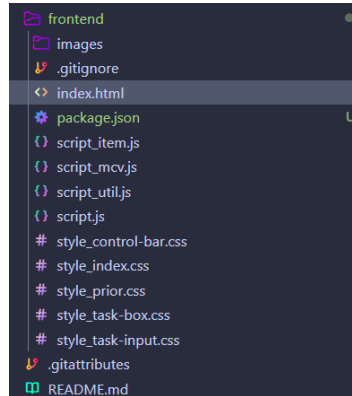 frontend
images
.gitignore
<> index.html
package.json U
{} script_item.js
{} script_mcv.js
{} script_util.js
{} script.js
# style_control-bar.css
# style_index.css
# style_prior.css
# style_task-box.css
# style_task-input.css
.gitattributes
README.md